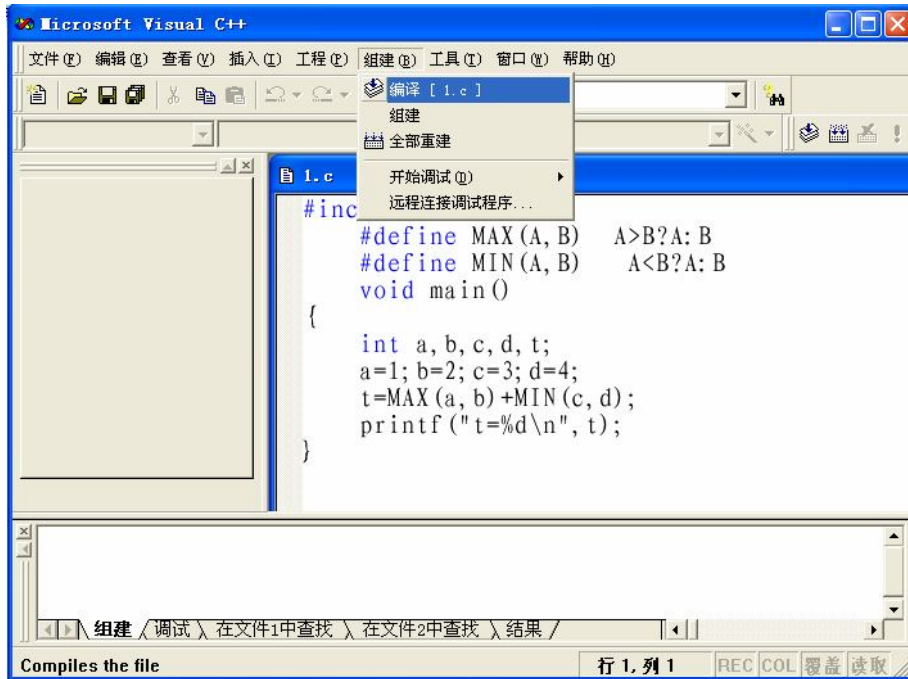 Microsoft Visual C++
文件(F) 编辑(E) 查看(V) 插入(I) 工程(P) 组建(B) 工具(T) 窗口(W) 帮助(H)
编译 [ 1.c ]
组建
全部重建
开始调试(D)
远程连接调试程序...
1.c
#inc
#define MAX(A,B) A>B?A:B
#define MIN(A,B) A<B?A:B
void main()
{
int a,b,c,d,t;
a=1;b=2;c=3;d=4;
t=MAX(a,b)+MIN(c,d);
printf("t=%d\n",t);
}
组建 调试 在文件1中查找 在文件2中查找 结果
Compiles the file 行 1, 列 1 REC COL 覆盖 读取